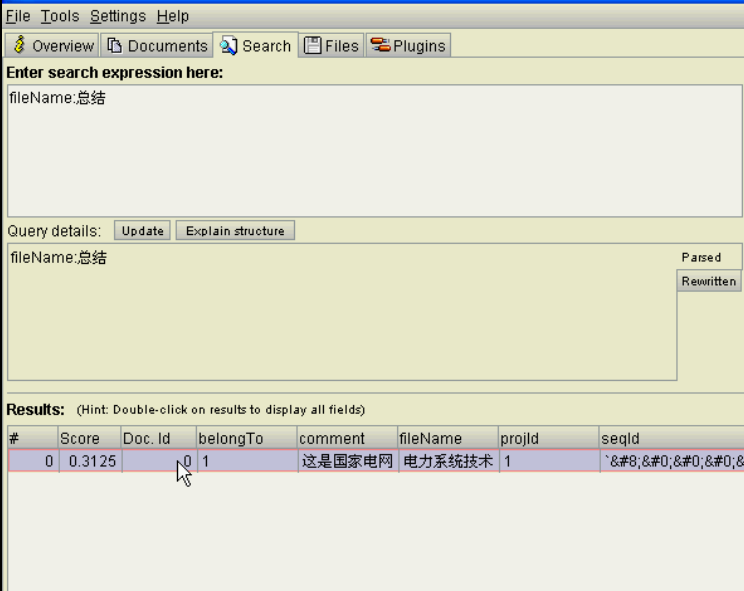 File Tools Settings Help
Overview Documents Search Files Plugins
Enter search expression here:
fileName:总结
Query details: Update Explain structure
fileName:总结
Parsed
Rewritten
Results: (Hint: Double-click on results to display all fields)
# Score Doc. Id belongTo comment fileName projId seqId
0 0.3125 0 1 这是国家电网 电力系统技术 1 `&#8;&#0;&#0;&#0;&